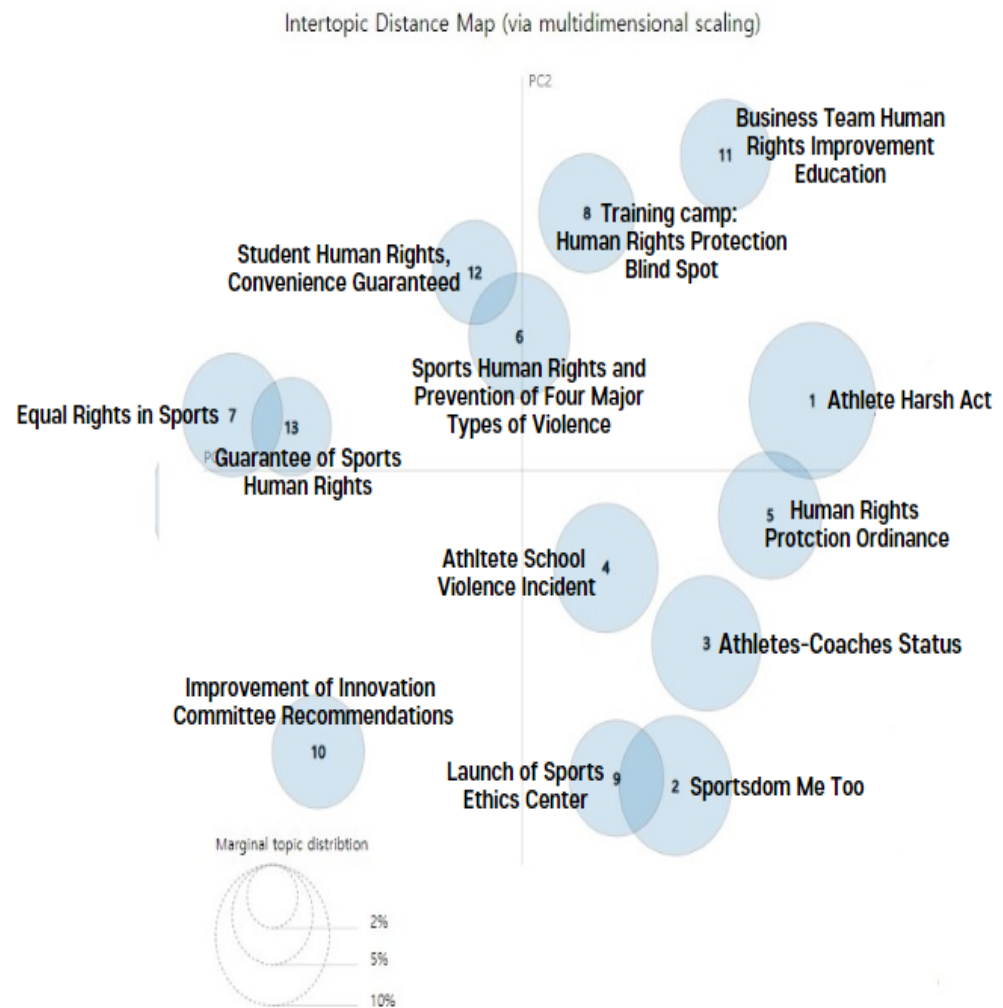 Intertopic Distance Map (via multidimensional scaling)
PC2
Business Team Human
11 Rights Improvement
Education
8 Training camp:
Human Rights Protection
Blind Spot
Student Human Rights,
Convenience Guaranteed 12
6
Sports Human Rights and
Prevention of Four Major
Types of Violence
1 Athlete Harsh Act
Equal Rights in Sports 7
13
Guarantee of Sports
Human Rights
5 Human Rights
Protction Ordinance
Athltete School
Violence Incident 4
3 Athletes-Coaches Status
Improvement of Innovation
Committee Recommendations
10
Launch of Sports 9
Ethics Center
2 Sportsdom Me Too
Marginal topic distribtion
2%
5%
10%